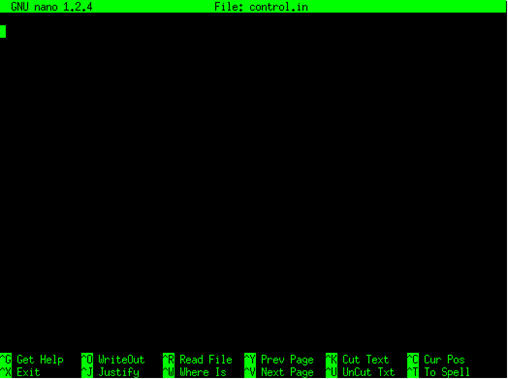 GNU nano 1.2.4 File: control.in
^G Get Help ^O WriteOut ^R Read File ^Y Prev Page ^K Cut Text ^C Cur Pos
^X Exit ^J Justify ^W Where Is ^V Next Page ^U UnCut Txt ^T To Spell